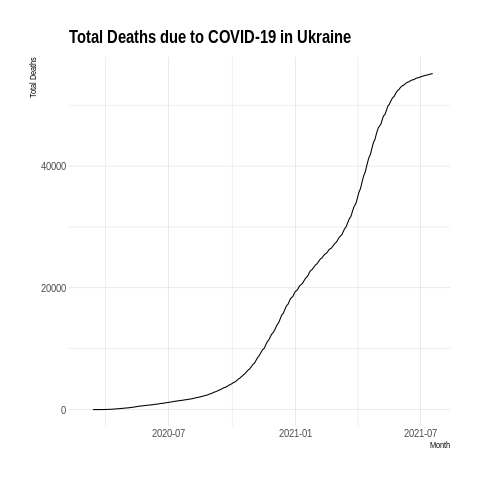 Total Deaths due to COVID-19 in Ukraine
Total Deaths
40000
20000
0
2020-07 2021-01 2021-07
Month